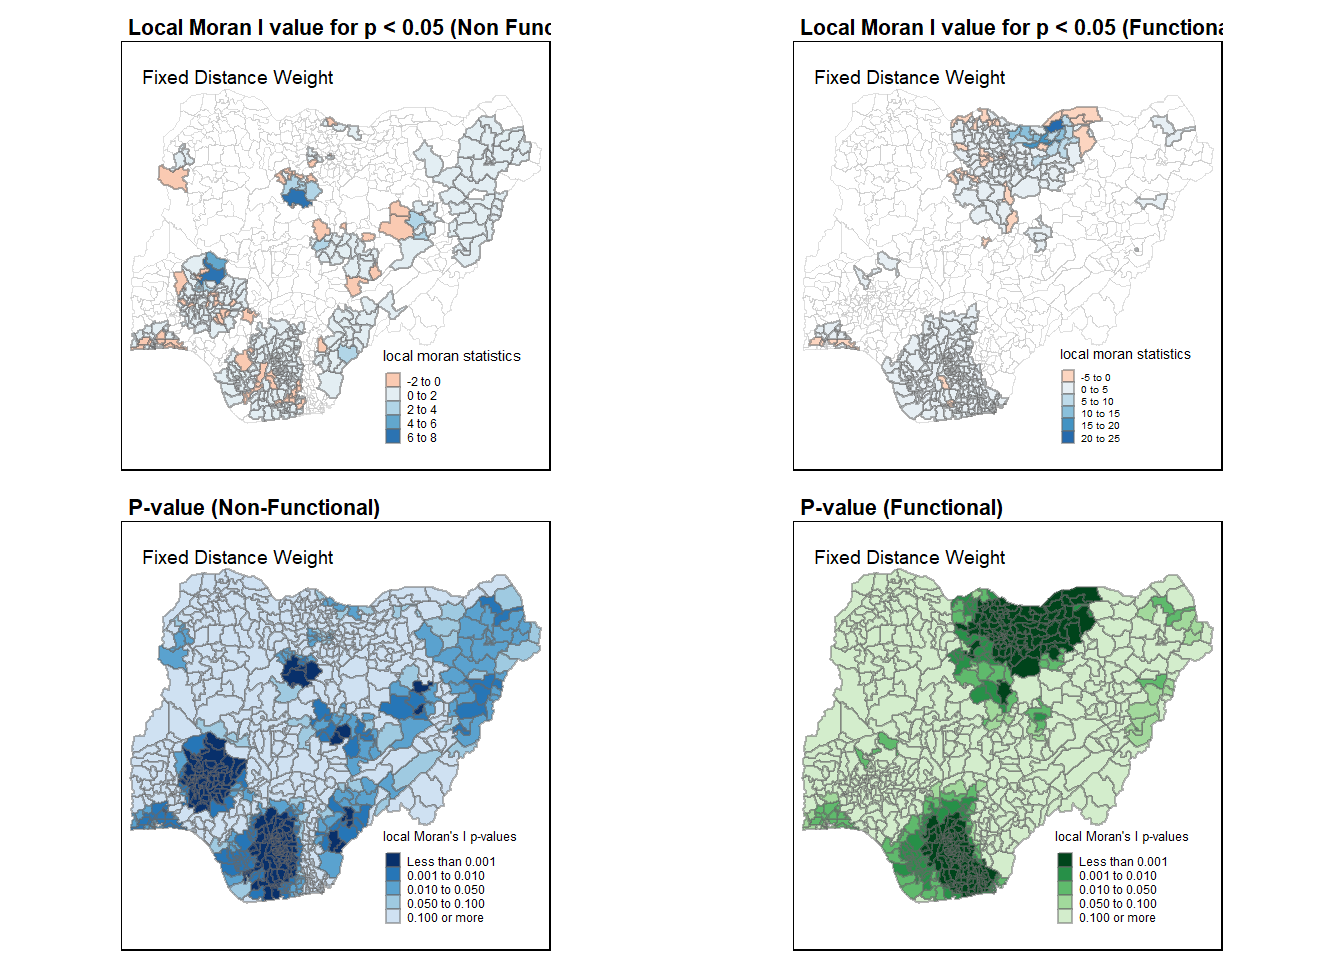 Local Moran I value for p < 0.05 (Non Func
Fixed Distance Weight
local moran statistics
-2 to 0
0 to 2
2 to 4
4 to 6
6 to 8
Local Moran I value for p < 0.05 (Functiona
Fixed Distance Weight
local moran statistics
-5 to 0
0 to 5
5 to 10
10 to 15
15 to 20
20 to 25
P-value (Non-Functional)
Fixed Distance Weight
local Moran's I p-values
Less than 0.001
0.001 to 0.010
0.010 to 0.050
0.050 to 0.100
0.100 or more
P-value (Functional)
Fixed Distance Weight
local Moran's I p-values
Less than 0.001
0.001 to 0.010
0.010 to 0.050
0.050 to 0.100
0.100 or more